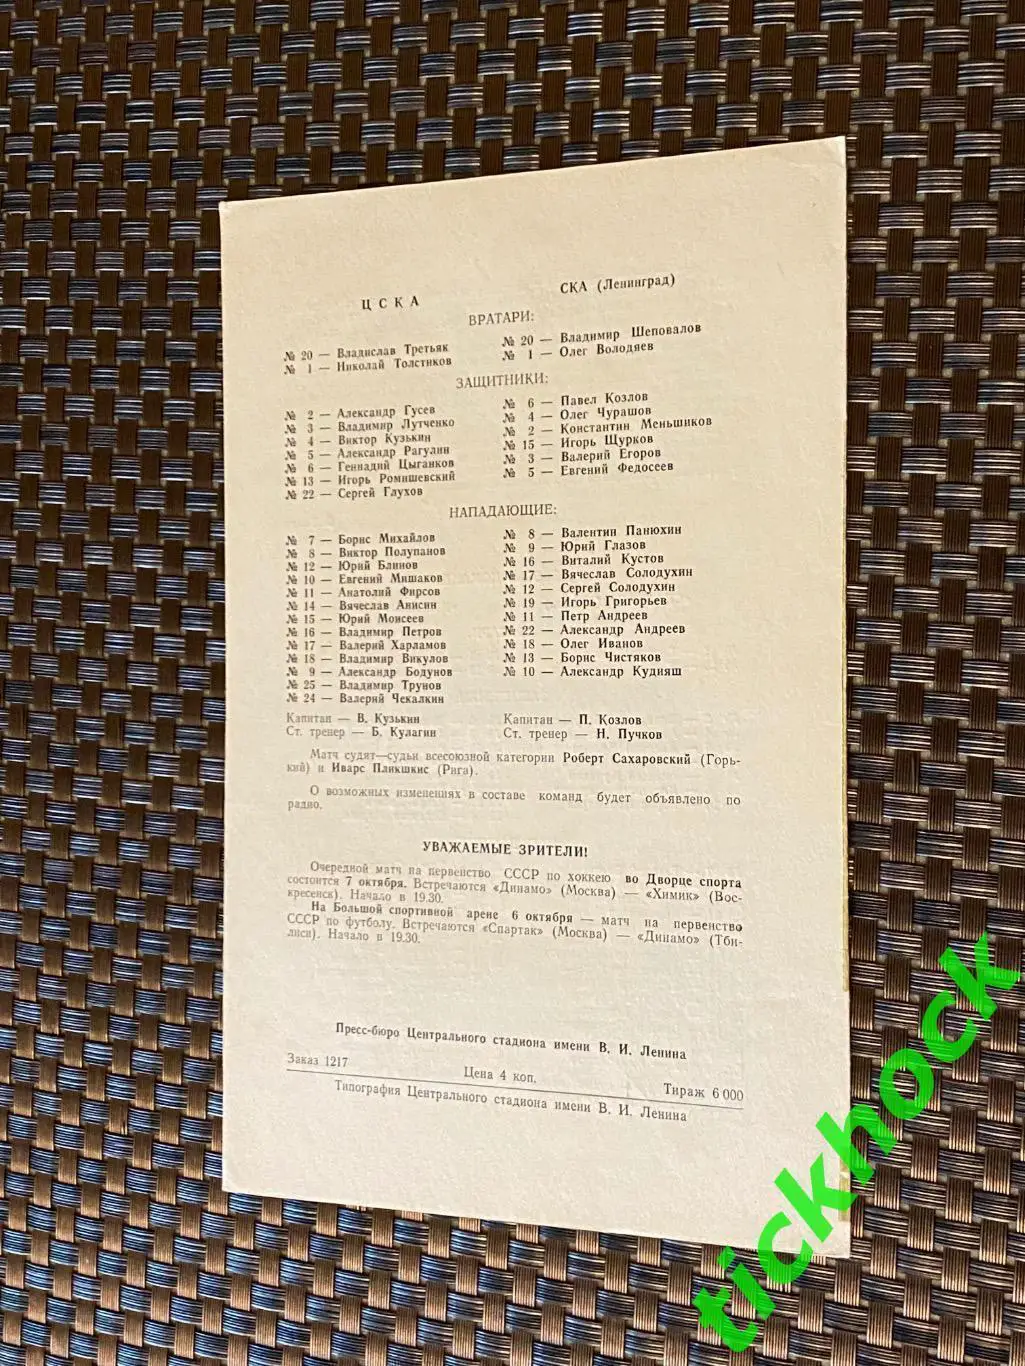 ЦСКА
СКА (Ленинград)
ВРАТАРИ:
№ 20 — Владислав Третьяк
№ 1 — Николай Толстиков
№ 20 — Владимир Шеповалов
№ 1 — Олег Володяев
ЗАЩИТНИКИ:
№ 2 — Александр Гусев
№ 3 — Владимир Лутченко
№ 4 — Виктор Кузькин
№ 5 — Александр Рагулин
№ 6 — Геннадий Цыганков
№ 13 — Игорь Ромишевский
№ 22 — Сергей Глухов
№ 6 — Павел Козлов
№ 4 — Олег Чурашов
№ 2 — Константин Меньшиков
№ 15 — Игорь Щурков
№ 3 — Валерий Егоров
№ 5 — Евгений Федосеев
НАПАДАЮЩИЕ:
№ 7 — Борис Михайлов
№ 8 — Виктор Полупанов
№ 12 — Юрий Блинов
№ 10 — Евгений Мишаков
№ 11 — Анатолий Фирсов
№ 14 — Вячеслав Анисин
№ 15 — Юрий Моисеев
№ 16 — Владимир Петров
№ 17 — Валерий Харламов
№ 18 — Владимир Викулов
№ 9 — Александр Бодунов
№ 25 — Владимир Трунов
№ 24 — Валерий Чекалкин
№ 8 — Валентин Панюхин
№ 9 — Юрий Глазов
№ 16 — Виталий Кустов
№ 17 — Вячеслав Солодухин
№ 12 — Сергей Солодухин
№ 19 — Игорь Григорьев
№ 11 — Петр Андреев
№ 22 — Александр Андреев
№ 18 — Олег Иванов
№ 13 — Борис Чистяков
№ 10 — Александр Кудияш
Капитан — В. Кузькин
Ст. тренер — Б. Кулагин
Капитан — П. Козлов
Ст. тренер — Н. Пучков
Матч судят—судьи всесоюзной категории Роберт Сахаровский (Горь-
кий) и Иварс Пликшкис (Рига).
О возможных изменениях в составе команд будет объявлено по
радио.
УВАЖАЕМЫЕ ЗРИТЕЛИ!
Очередной матч на первенство СССР по хоккею во Дворце спорта
состоится 7 октября. Встречаются «Динамо» (Москва) — «Химик» (Вос-
кресенск). Начало в 19.30.
На Большой спортивной арене 6 октября — матч на первенство
СССР по футболу. Встречаются «Спартак» (Москва) — «Динамо» (Тби-
лиси). Начало в 19.30.
Пресс-бюро Центрального стадиона имени В. И. Ленина
Заказ 1217
Цена 4 коп.
Тираж 6 000
Типография Центрального стадиона имени В. И. Ленина
tickhock